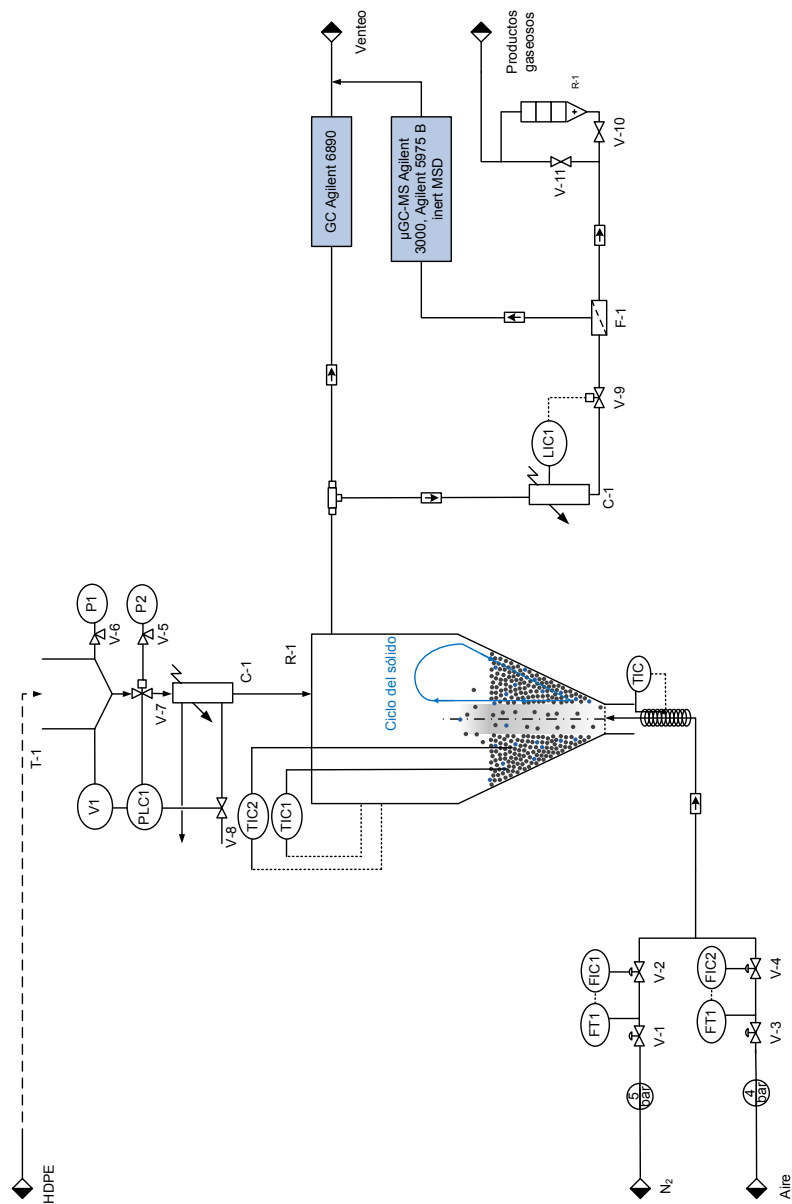 HDPE
T-1
V1
PLC1
V-8
V-7
P1
V-6
P2
V-5
C-1
R-1
TIC2
TIC1
Ciclo del sólido
TIC
N₂
5
bar
V-1
FT1
FIC1
V-2
Aire
4
bar
V-3
FT1
FIC2
V-4
GC Agilent 6890
Venteo
µGC-MS Agilent
3000, Agilent 5975 B
inert MSD
Productos
gaseosos
R-1
V-10
V-11
F-1
V-9
LIC1
C-1